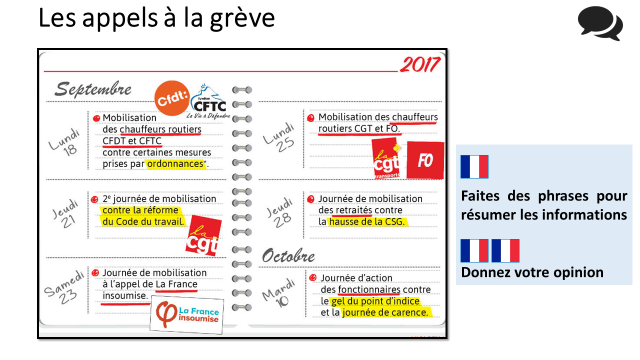 Les appels à la grève
2017
Septembre
Cfdt:
Syndicat
CFTC
La Vie à Défendre
Lundi
18
Mobilisation
des chauffeurs routiers
CFDT et CFTC
contre certaines mesures
prises par ordonnances*.
Jeudi
21
2e journée de mobilisation
contre la réforme
du Code du travail.
la
cgt
Samedi
23
Journée de mobilisation
à l'appel de La France
insoumise.
La France
insoumise
Lundi
25
Mobilisation des chauffeurs
routiers CGT et FO.
la
cgt
transports
FO
Jeudi
28
Journée de mobilisation
des retraités contre
la hausse de la CSG.
Octobre
Mardi
10
Journée d'action
des fonctionnaires contre
le gel du point d'indice
et la journée de carence.
Faites des phrases pour
résumer les informations
Donnez votre opinion